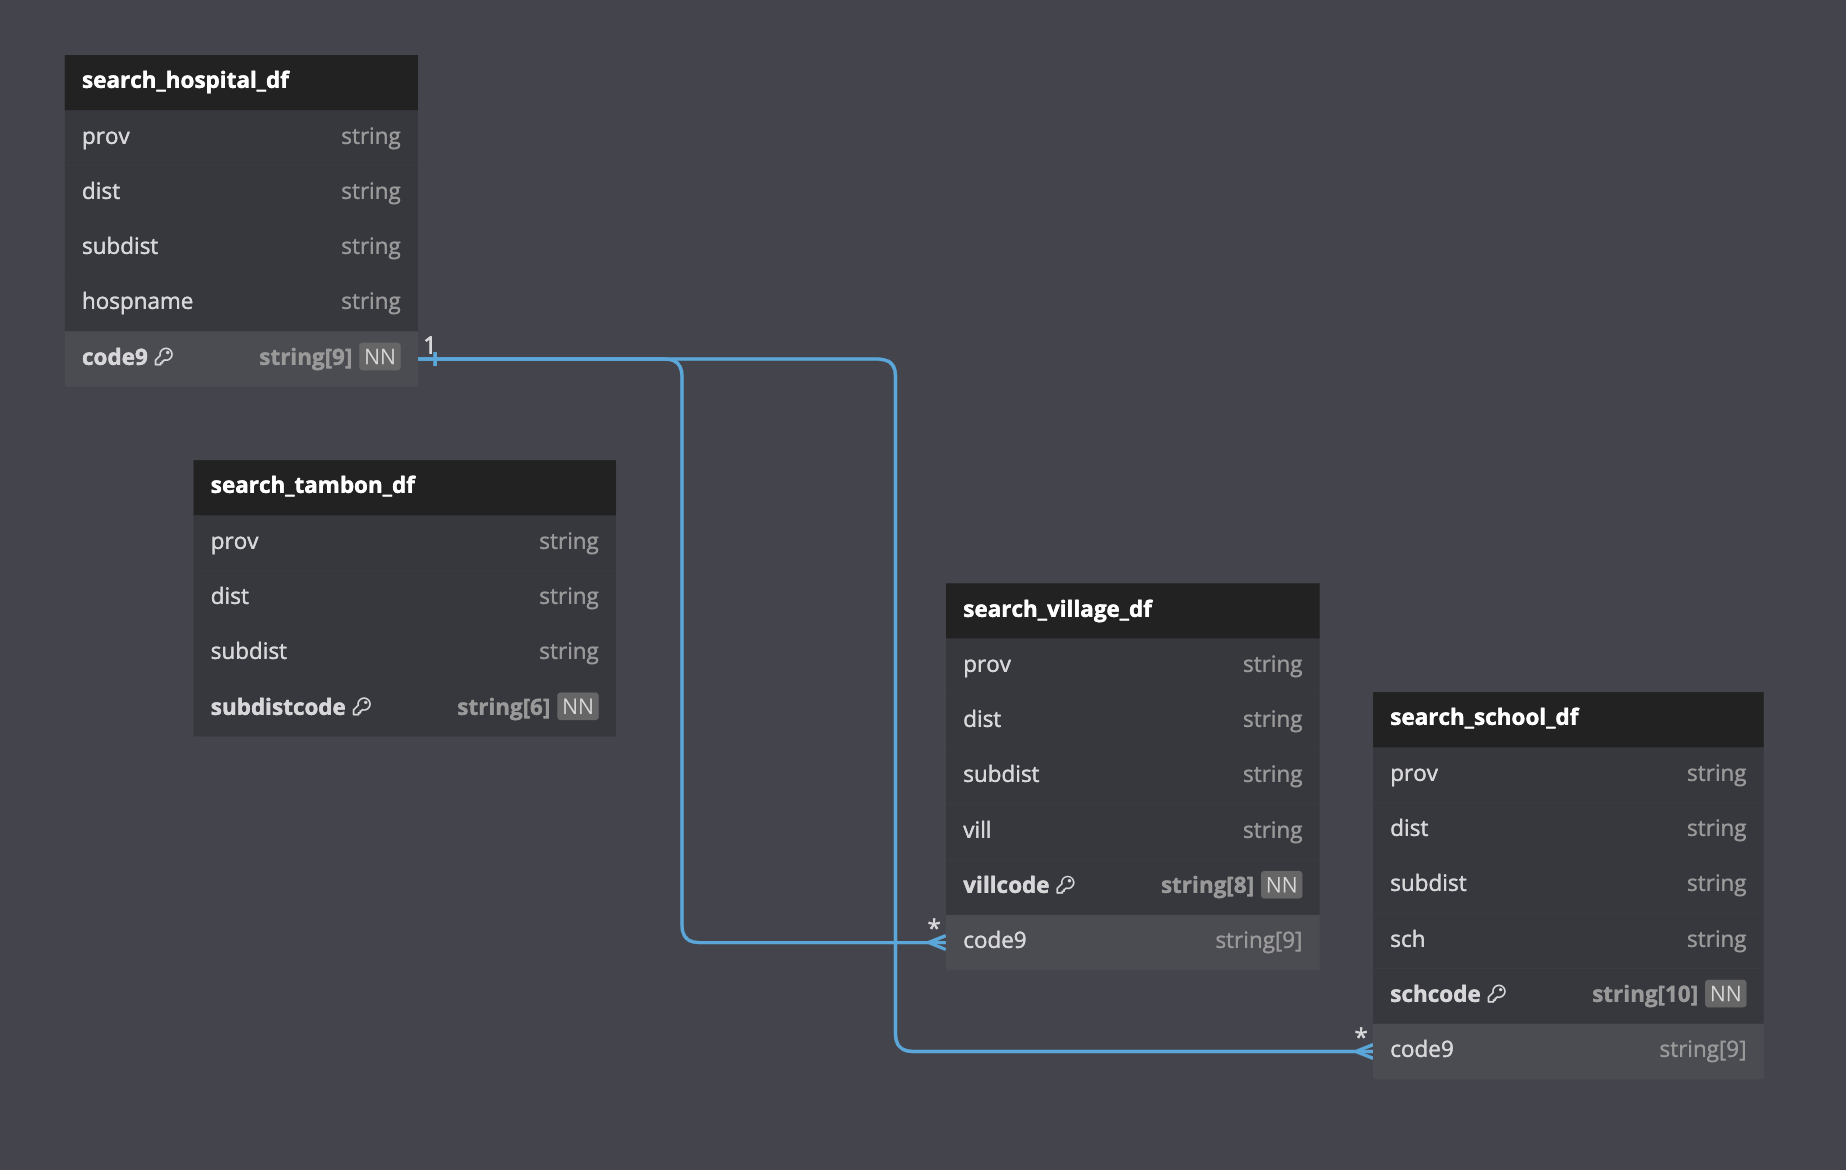 search_hospital_df
prov string
dist string
subdist string
hospname string
code9 string[9] NN
1
search_tambon_df
prov string
dist string
subdist string
subdistcode string[6] NN
search_village_df
prov string
dist string
subdist string
vill string
villcode string[8] NN
*
code9 string[9]
search_school_df
prov string
dist string
subdist string
sch string
schcode string[10] NN
*
code9 string[9]